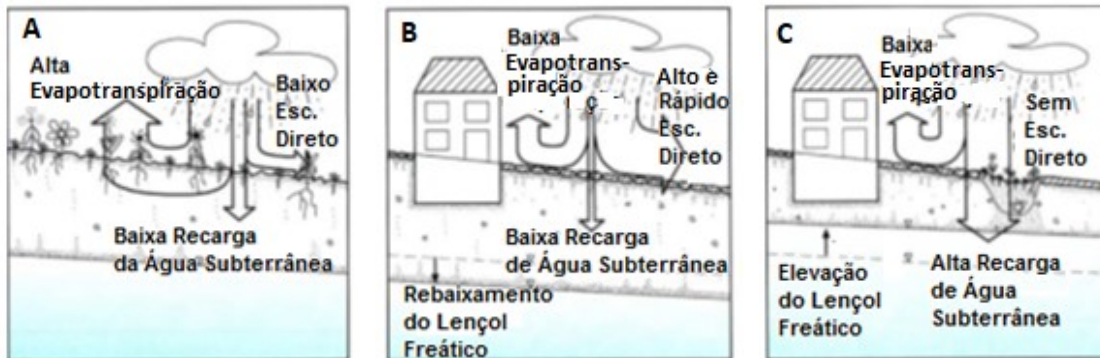 A
Alta
Evapotranspiração
Baixo
Esc.
Direto
Baixa Recarga
da Água Subterrânea
B
Baixa
Evapotrans-
piração
Alto e
Rápido
Esc.
Direto
Baixa Recarga
de Água Subterrânea
Rebaixamento
do Lençol
Freático
C
Baixa
Evapotrans-
piração
Sem
Esc.
Direto
Elevação
do Lençol
Freático
Alta Recarga
de Água
Subterrânea